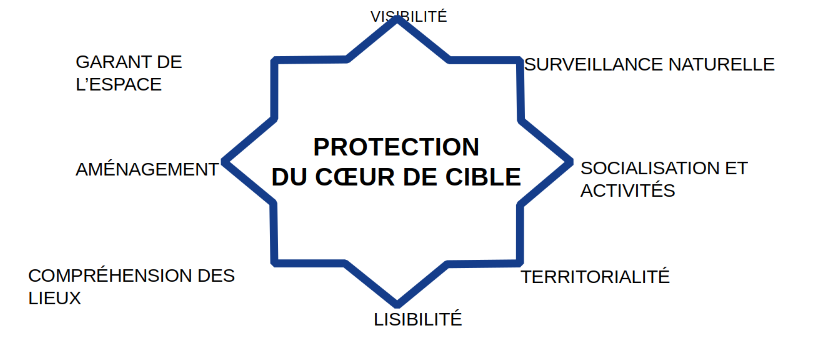 VISIBILITÉ
GARANT DE
L’ESPACE
SURVEILLANCE NATURELLE
PROTECTION
DU CŒUR DE CIBLE
AMÉNAGEMENT
SOCIALISATION ET
ACTIVITÉS
COMPRÉHENSION DES
LIEUX
TERRITORIALITÉ
LISIBILITÉ